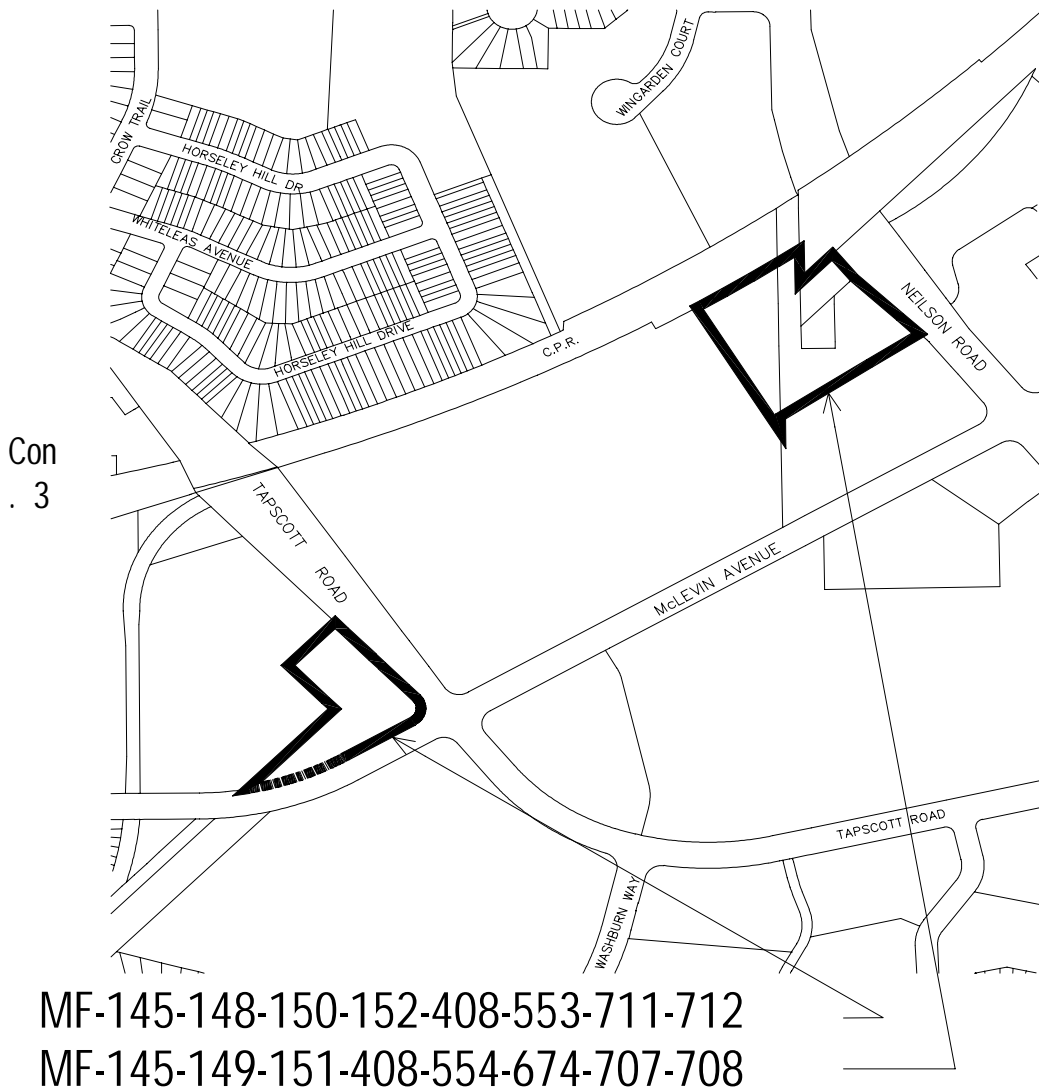 WINGARDEN COURT
CROW TRAIL
HORSELEY HILL DR
WHITELEAS AVENUE
NEILSON ROAD
HORSELEY HILL DRIVE
C.P.R.
Con
. 3
TAPSCOTT ROAD
McLEVIN AVENUE
TAPSCOTT ROAD
WASHBURN WAY
MF-145-148-150-152-408-553-711-712
MF-145-149-151-408-554-674-707-708